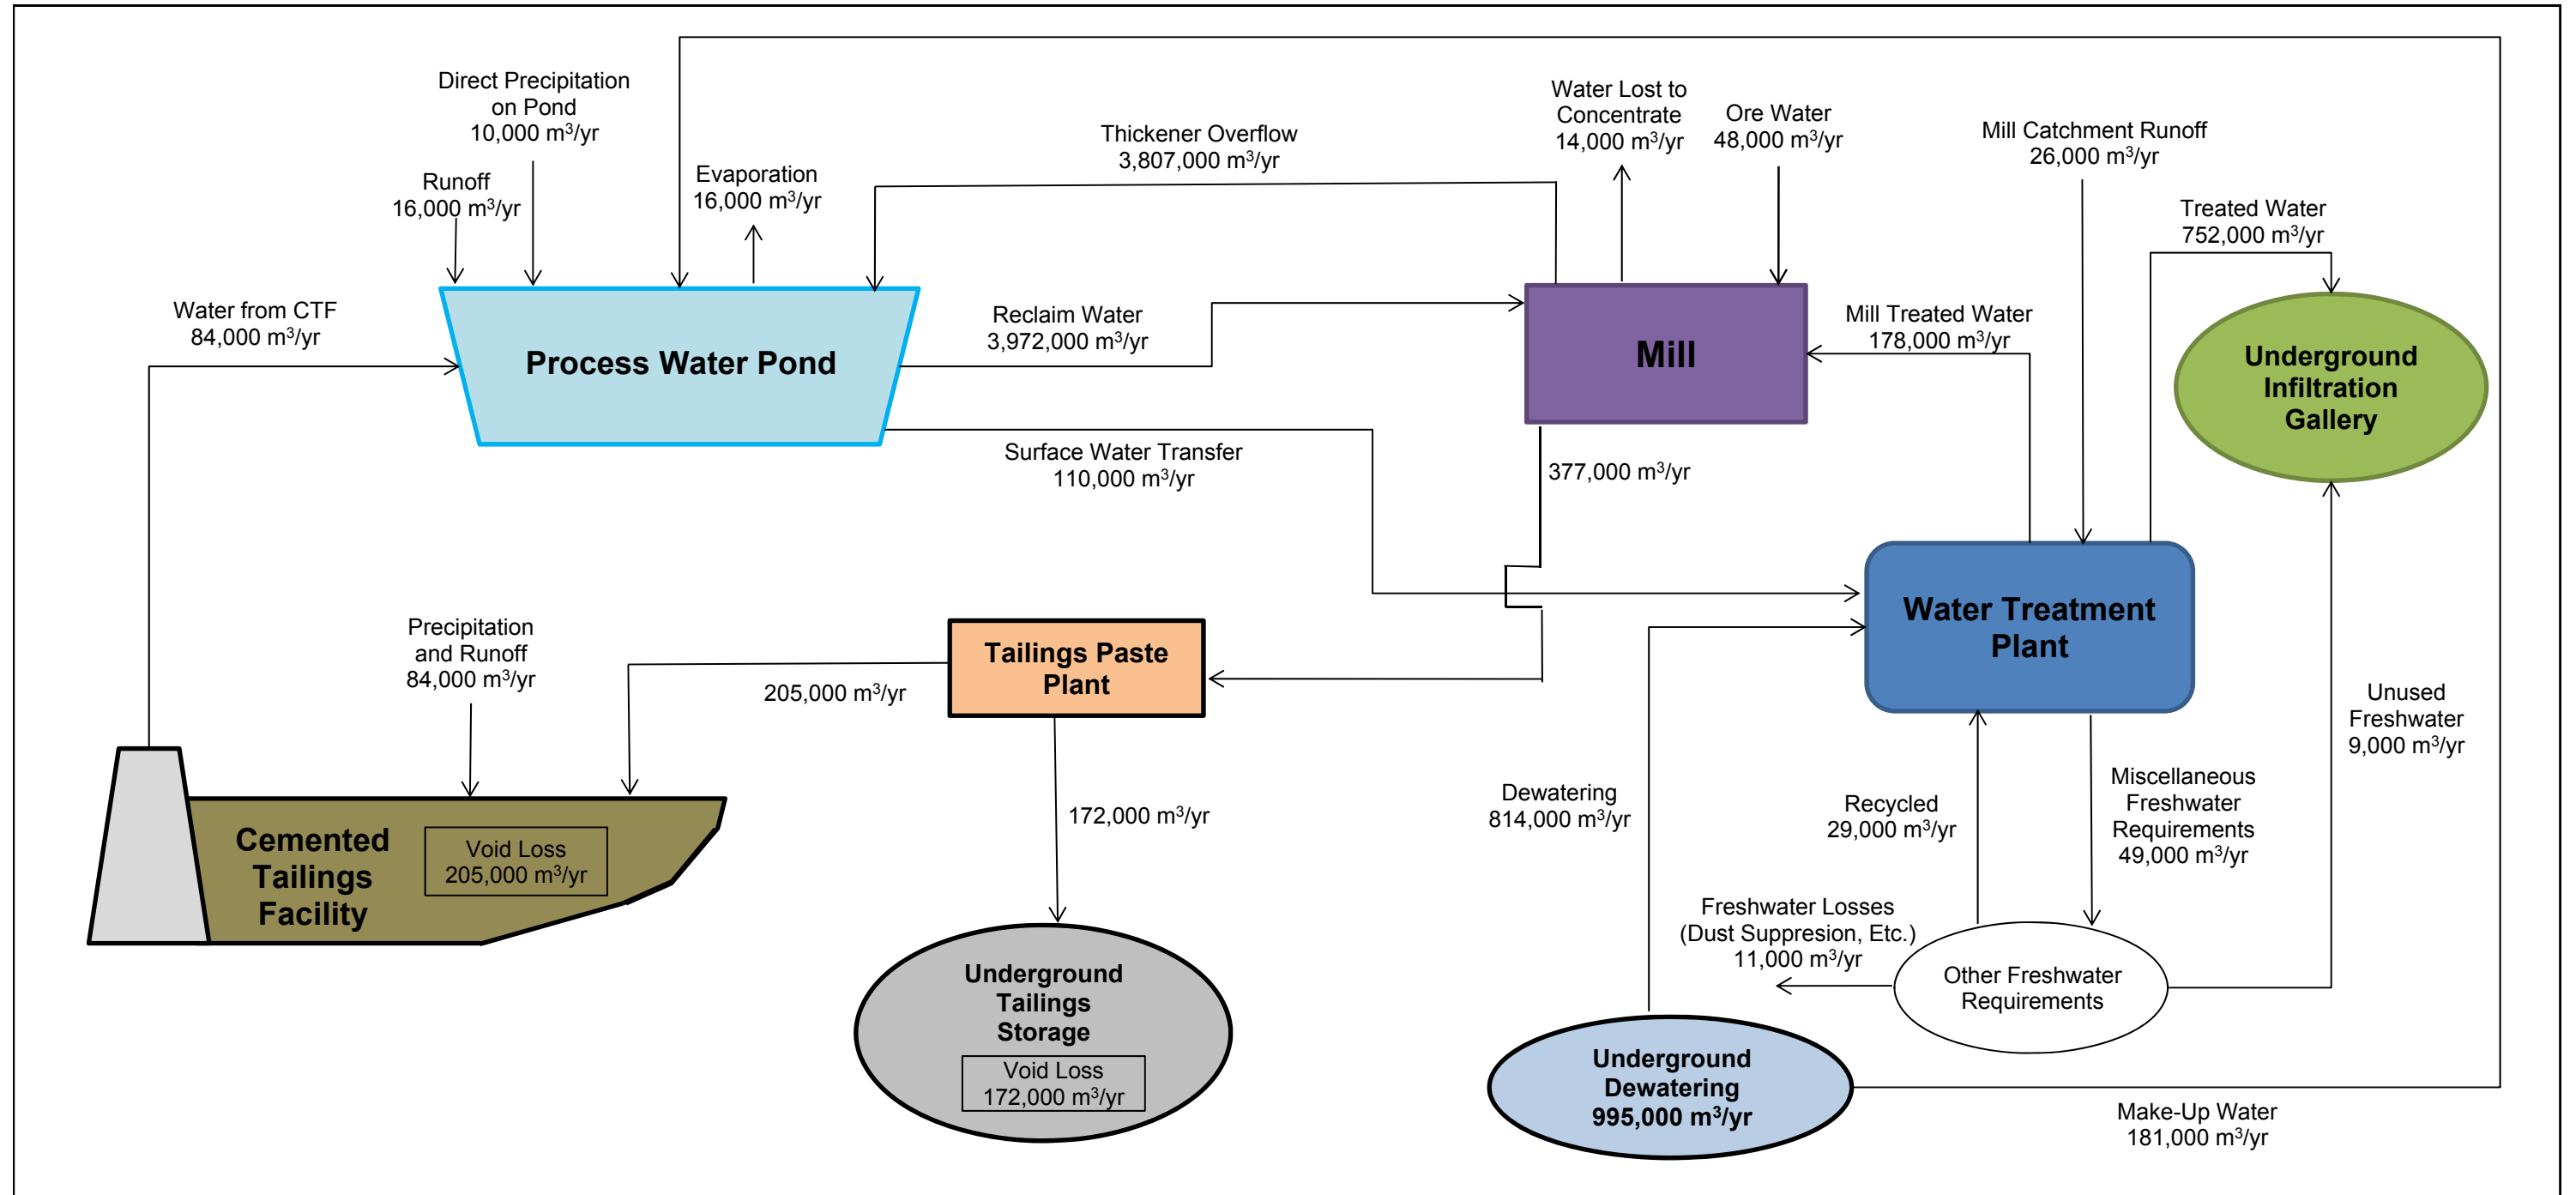 Direct Precipitation
on Pond
10,000 m³/yr
Runoff
16,000 m³/yr
Evaporation
16,000 m³/yr
Thickener Overflow
3,807,000 m³/yr
Water Lost to
Concentrate
14,000 m³/yr
Ore Water
48,000 m³/yr
Mill Catchment Runoff
26,000 m³/yr
Treated Water
752,000 m³/yr
Water from CTF
84,000 m³/yr
Process Water Pond
Reclaim Water
3,972,000 m³/yr
Mill
Mill Treated Water
178,000 m³/yr
Underground
Infiltration
Gallery
Surface Water Transfer
110,000 m³/yr
377,000 m³/yr
Precipitation
and Runoff
84,000 m³/yr
205,000 m³/yr
Tailings Paste
Plant
Water Treatment
Plant
Unused
Freshwater
9,000 m³/yr
172,000 m³/yr
Dewatering
814,000 m³/yr
Recycled
29,000 m³/yr
Miscellaneous
Freshwater
Requirements
49,000 m³/yr
Cemented
Tailings
Facility
Void Loss
205,000 m³/yr
Freshwater Losses
(Dust Suppresion, Etc.)
11,000 m³/yr
Other Freshwater
Requirements
Underground
Tailings
Storage
Void Loss
172,000 m³/yr
Underground
Dewatering
995,000 m³/yr
Make-Up Water
181,000 m³/yr